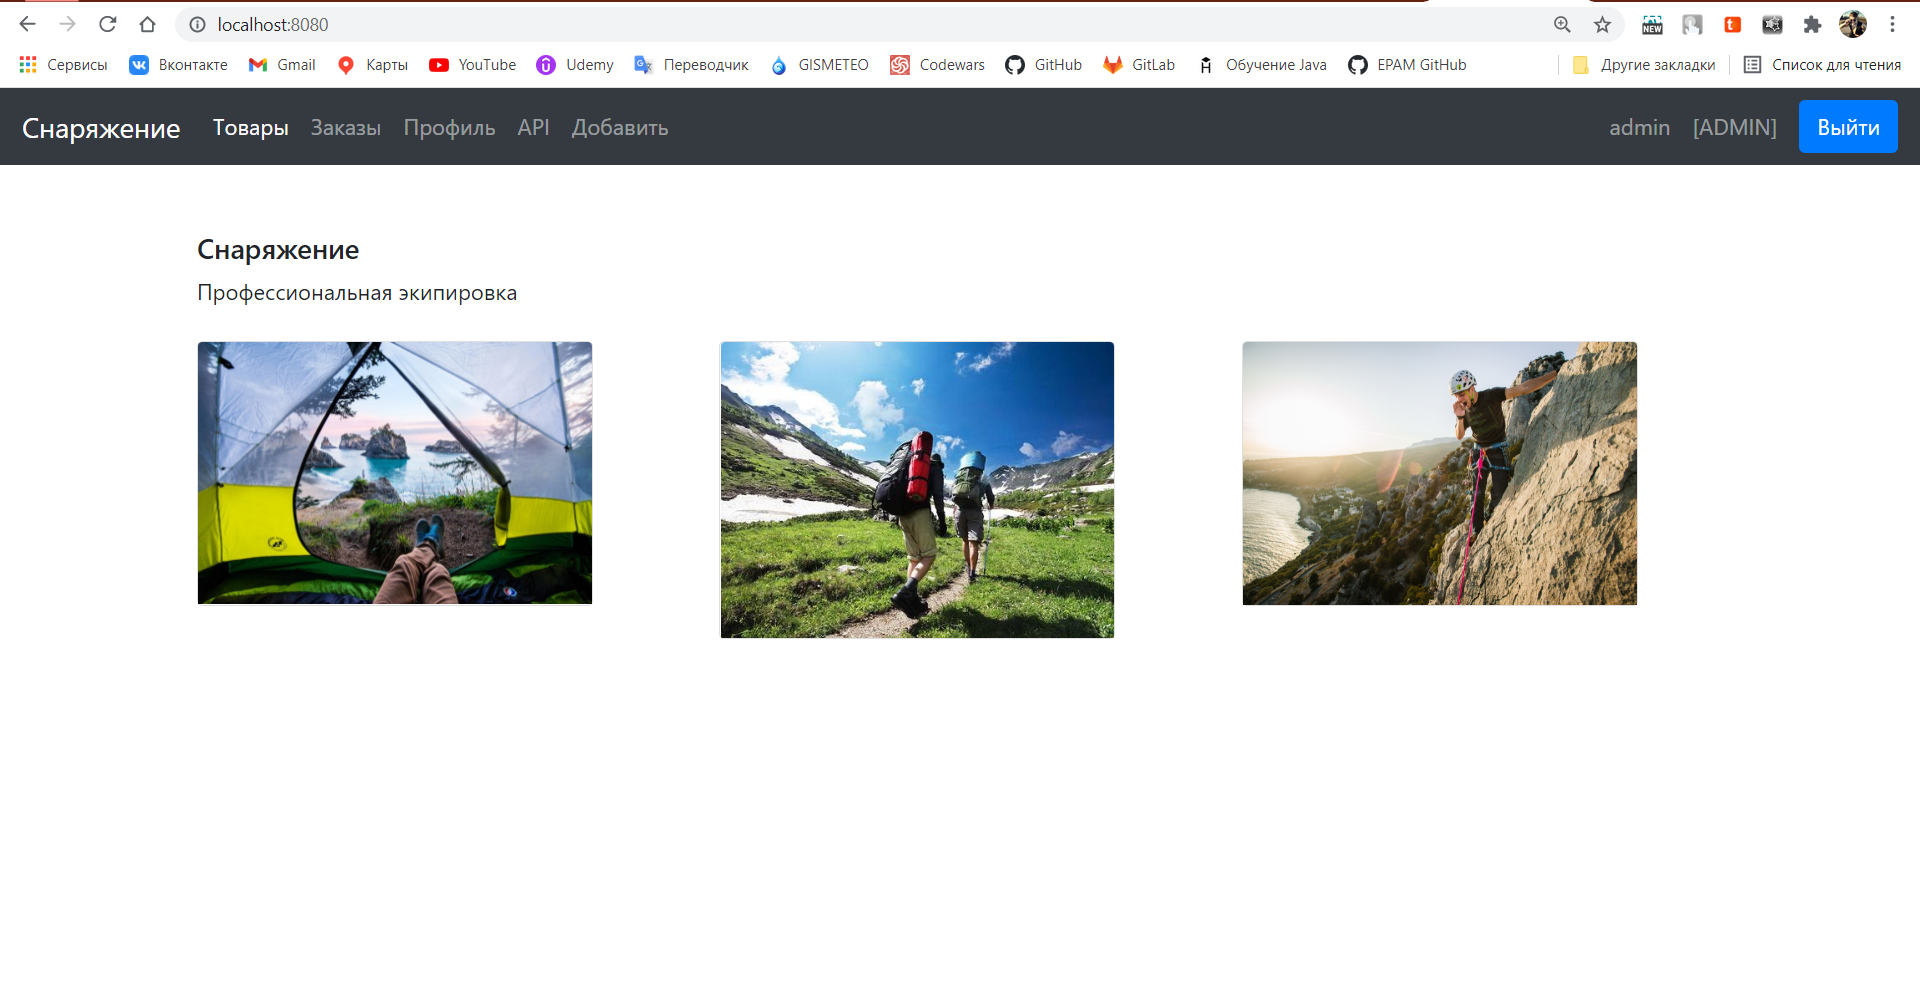 localhost:8080
NEW
Сервисы Вконтакте Gmail Карты YouTube Udemy Переводчик GISMETEO Codewars GitHub GitLab Обучение Java EPAM GitHub Другие закладки Список для чтения
Снаряжение Товары Заказы Профиль API Добавить admin [ADMIN] Выйти
Снаряжение
Профессиональная экипировка